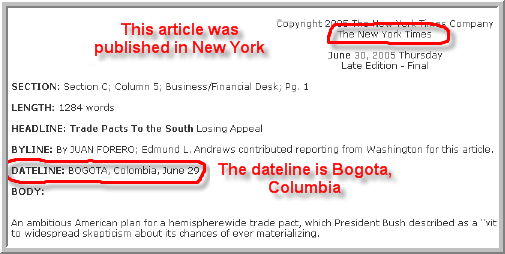 Copyright 2005 The New York Times Company
The New York Times
This article was
published in New York
June 30, 2005 Thursday
Late Edition - Final
SECTION: Section C; Column 5; Business/Financial Desk; Pg. 1
LENGTH: 1284 words
HEADLINE: Trade Pacts To the South Losing Appeal
BYLINE: By JUAN FORERO; Edmund L. Andrews contributed reporting from Washington for this article.
DATELINE: BOGOTA, Colombia, June 29
The dateline is Bogota,
Columbia
BODY:
An ambitious American plan for a hemispherewide trade pact, which President Bush described as a "vit
to widespread skepticism about its chances of ever materializing.